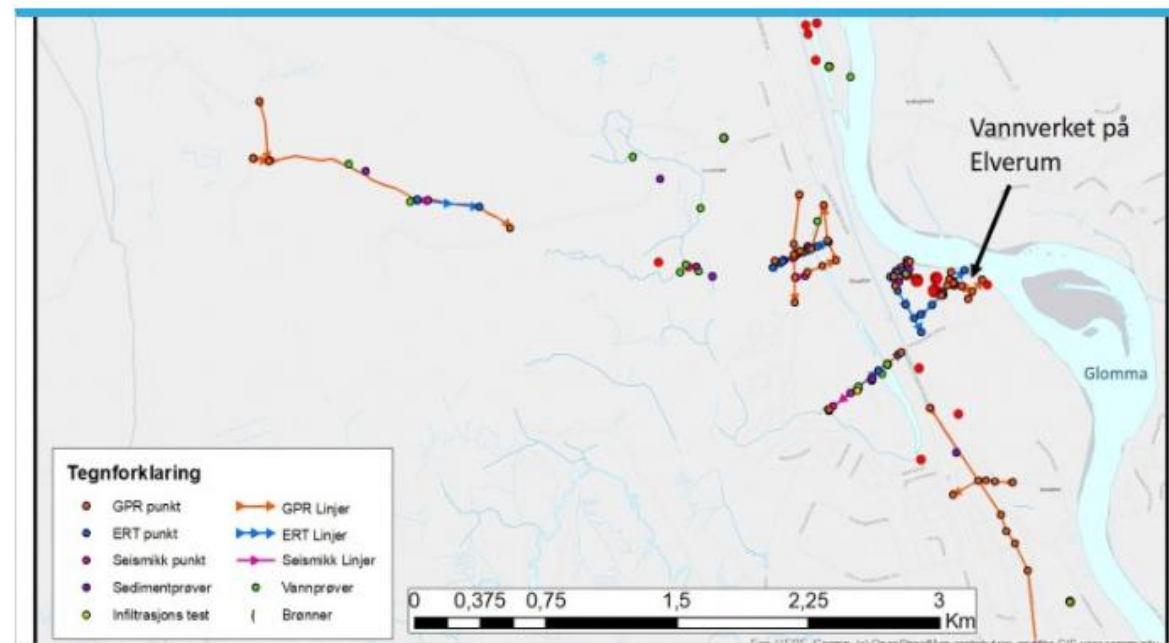 Vannverket på
Elverum
Glomma
Tegnforklaring
GPR punkt
GPR Linjer
ERT punkt
ERT Linjer
Seismikk punkt
Seismikk Linjer
Sedimentprøver
Vannprøver
Infiltrasjons test
Brønner
0 0,375 0,75 1,5 2,25 3
Km